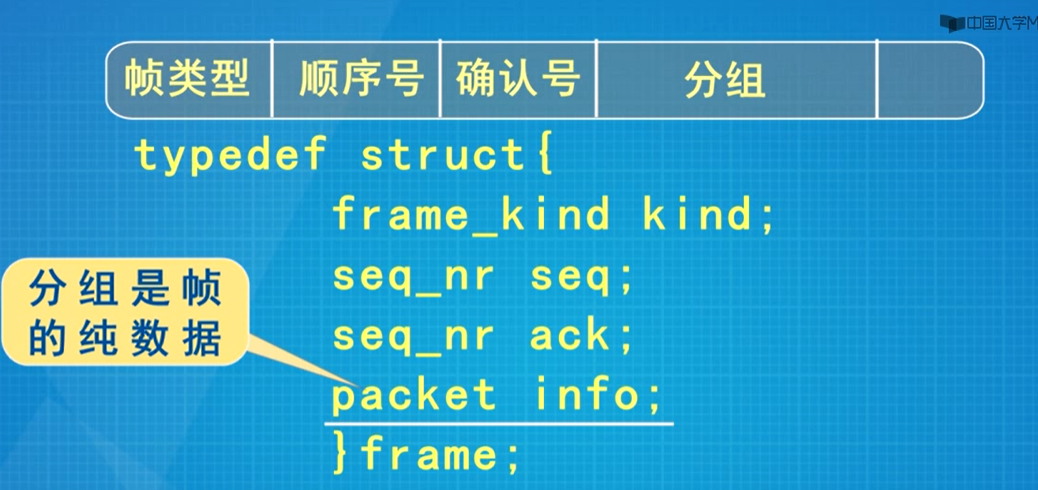 中国大学M
帧类型 顺序号 确认号 分组
typedef struct{
frame_kind kind;
seq_nr seq;
分组是帧
的纯数据
seq_nr ack;
packet info;
}frame;